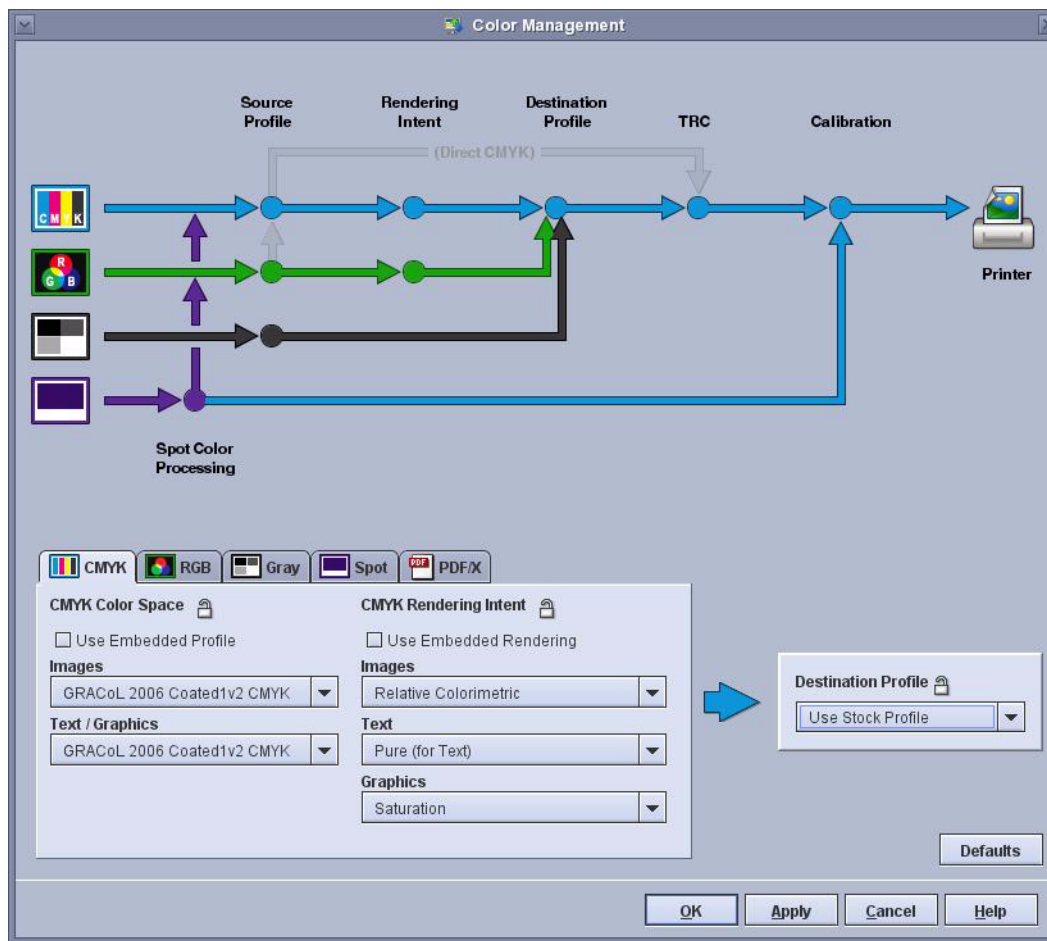 Color Management
Source Profile
Rendering Intent
Destination Profile
TRC
Calibration
(Direct CMYK)
C M Y K
R
G B
Printer
Spot Color
Processing
CMYK
RGB
Gray
Spot
PDF
PDF/X
CMYK Color Space
Use Embedded Profile
Images
GRACoL 2006 Coated1v2 CMYK
Text / Graphics
GRACoL 2006 Coated1v2 CMYK
CMYK Rendering Intent
Use Embedded Rendering
Images
Relative Colorimetric
Text
Pure (for Text)
Graphics
Saturation
Destination Profile
Use Stock Profile
Defaults
OK
Apply
Cancel
Help